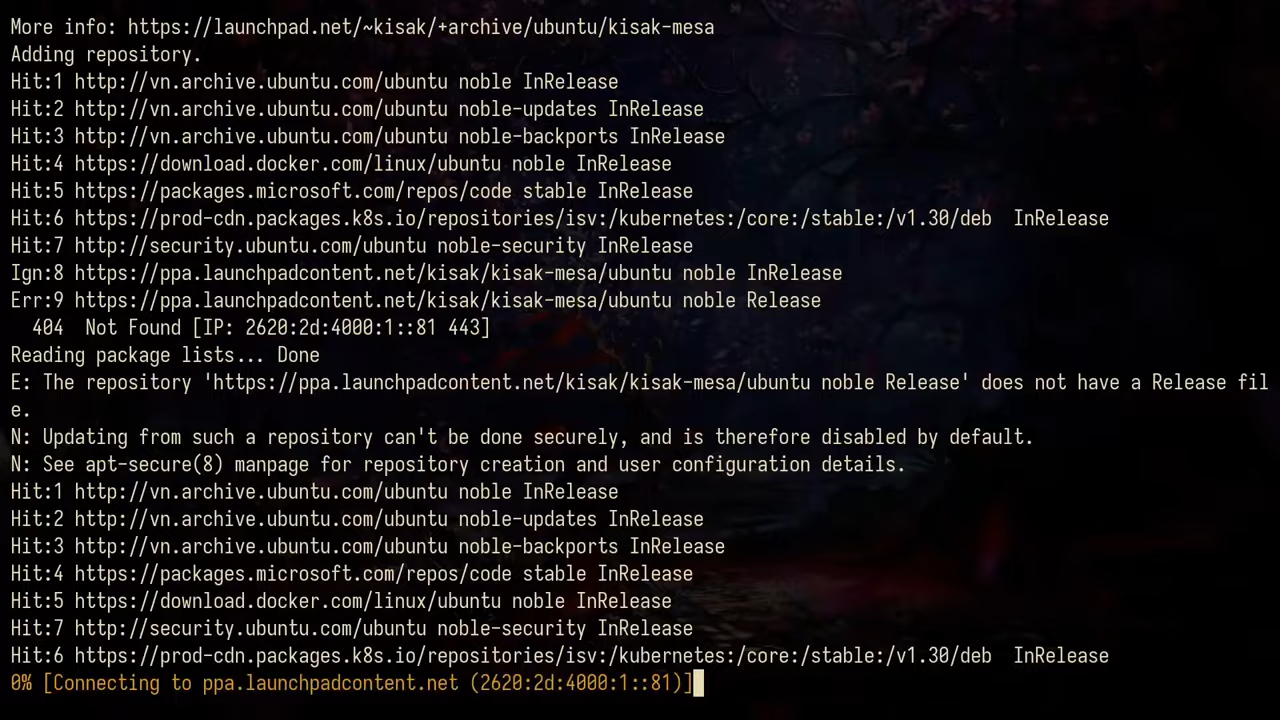 More info: https://launchpad.net/~kisak/+archive/ubuntu/kisak-mesa
Adding repository.
Hit:1 http://vn.archive.ubuntu.com/ubuntu noble InRelease
Hit:2 http://vn.archive.ubuntu.com/ubuntu noble-updates InRelease
Hit:3 http://vn.archive.ubuntu.com/ubuntu noble-backports InRelease
Hit:4 https://download.docker.com/linux/ubuntu noble InRelease
Hit:5 https://packages.microsoft.com/repos/code stable InRelease
Hit:6 https://prod-cdn.packages.k8s.io/repositories/isv:/kubernetes:/core:/stable:/v1.30/deb  InRelease
Hit:7 http://security.ubuntu.com/ubuntu noble-security InRelease
Ign:8 https://ppa.launchpadcontent.net/kisak/kisak-mesa/ubuntu noble InRelease
Err:9 https://ppa.launchpadcontent.net/kisak/kisak-mesa/ubuntu noble Release
  404  Not Found [IP: 2620:2d:4000:1::81 443]
Reading package lists... Done
E: The repository 'https://ppa.launchpadcontent.net/kisak/kisak-mesa/ubuntu noble Release' does not have a Release fil
e.
N: Updating from such a repository can't be done securely, and is therefore disabled by default.
N: See apt-secure(8) manpage for repository creation and user configuration details.
Hit:1 http://vn.archive.ubuntu.com/ubuntu noble InRelease
Hit:2 http://vn.archive.ubuntu.com/ubuntu noble-updates InRelease
Hit:3 http://vn.archive.ubuntu.com/ubuntu noble-backports InRelease
Hit:4 https://packages.microsoft.com/repos/code stable InRelease
Hit:5 https://download.docker.com/linux/ubuntu noble InRelease
Hit:7 http://security.ubuntu.com/ubuntu noble-security InRelease
Hit:6 https://prod-cdn.packages.k8s.io/repositories/isv:/kubernetes:/core:/stable:/v1.30/deb  InRelease
0% [Connecting to ppa.launchpadcontent.net (2620:2d:4000:1::81)]